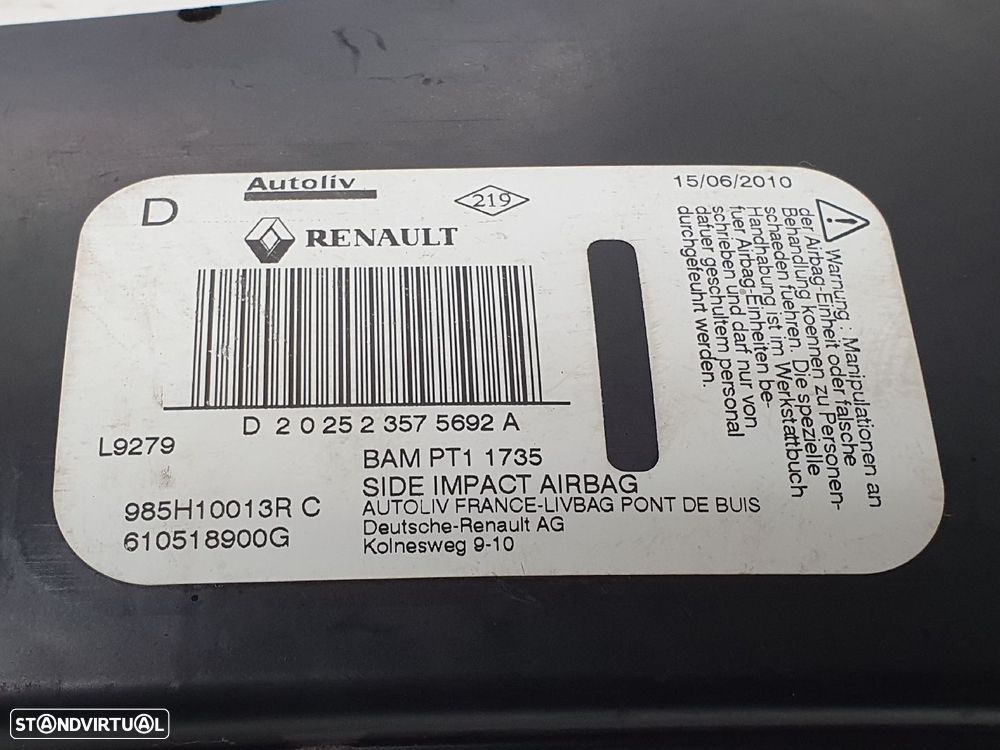 Autoliv
D
219
15/06/2010
RENAULT
D 2 0 25 2 357 5692 A
L9279
BAM PT1 1735
SIDE IMPACT AIRBAG
985H10013R C
AUTOLIV FRANCE-LIVBAG PONT DE BUIS
610518900G
Deutsche-Renault AG
Kolnesweg 9-10
Warnung : Manipulationen an
der Airbag-Einheit oder falsche
Behandlung koennen zu Personen-
schaeden fuehren. Die spezielle
Handhabung ist im Werkstattbuch
fuer Airbag-Einheiten be-
schrieben und darf nur von
dafuer geschultem personal
durchgefeuhrt werden.
STANDVIRTUAL